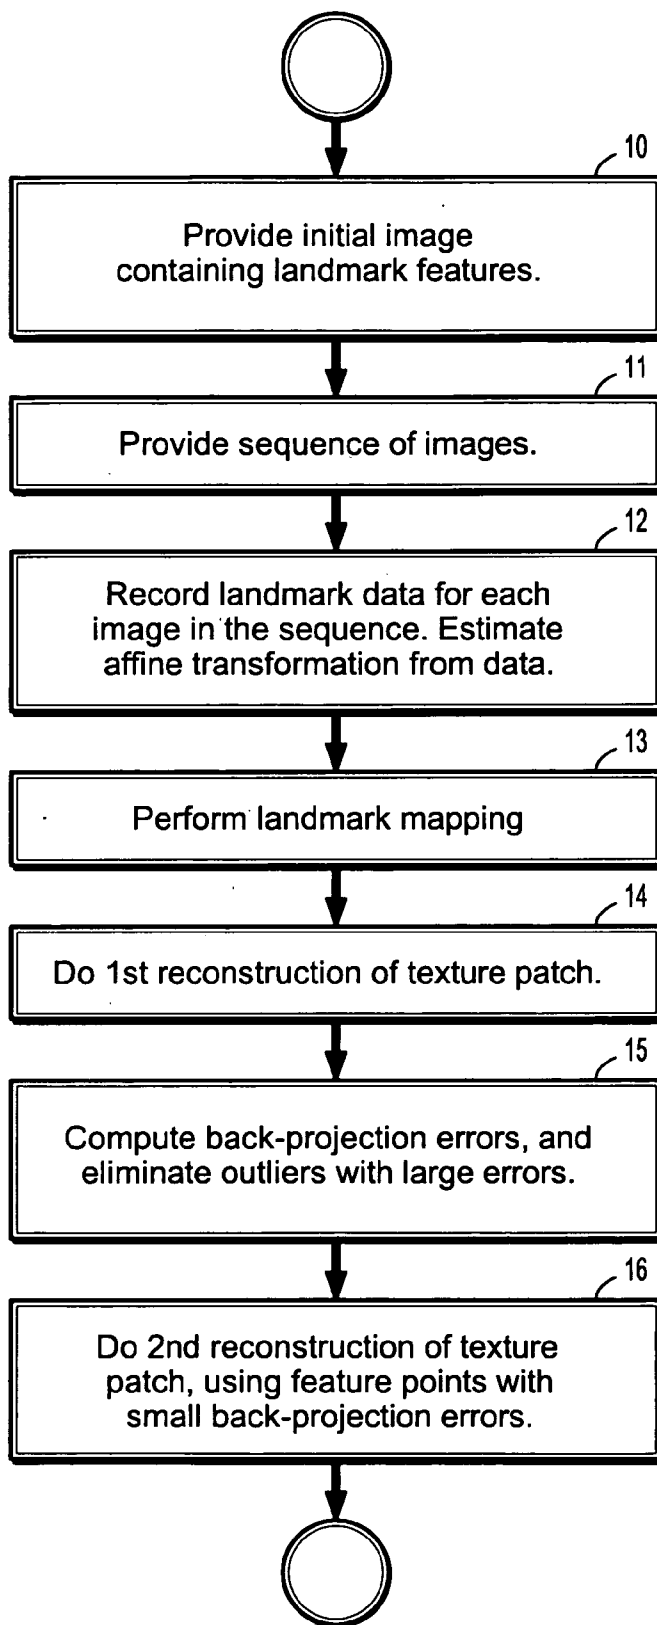 10
Provide initial image
containing landmark features.
11
Provide sequence of images.
12
Record landmark data for each
image in the sequence. Estimate
affine transformation from data.
13
Perform landmark mapping
14
Do 1st reconstruction of texture patch.
15
Compute back-projection errors, and
eliminate outliers with large errors.
16
Do 2nd reconstruction of texture
patch, using feature points with
small back-projection errors.